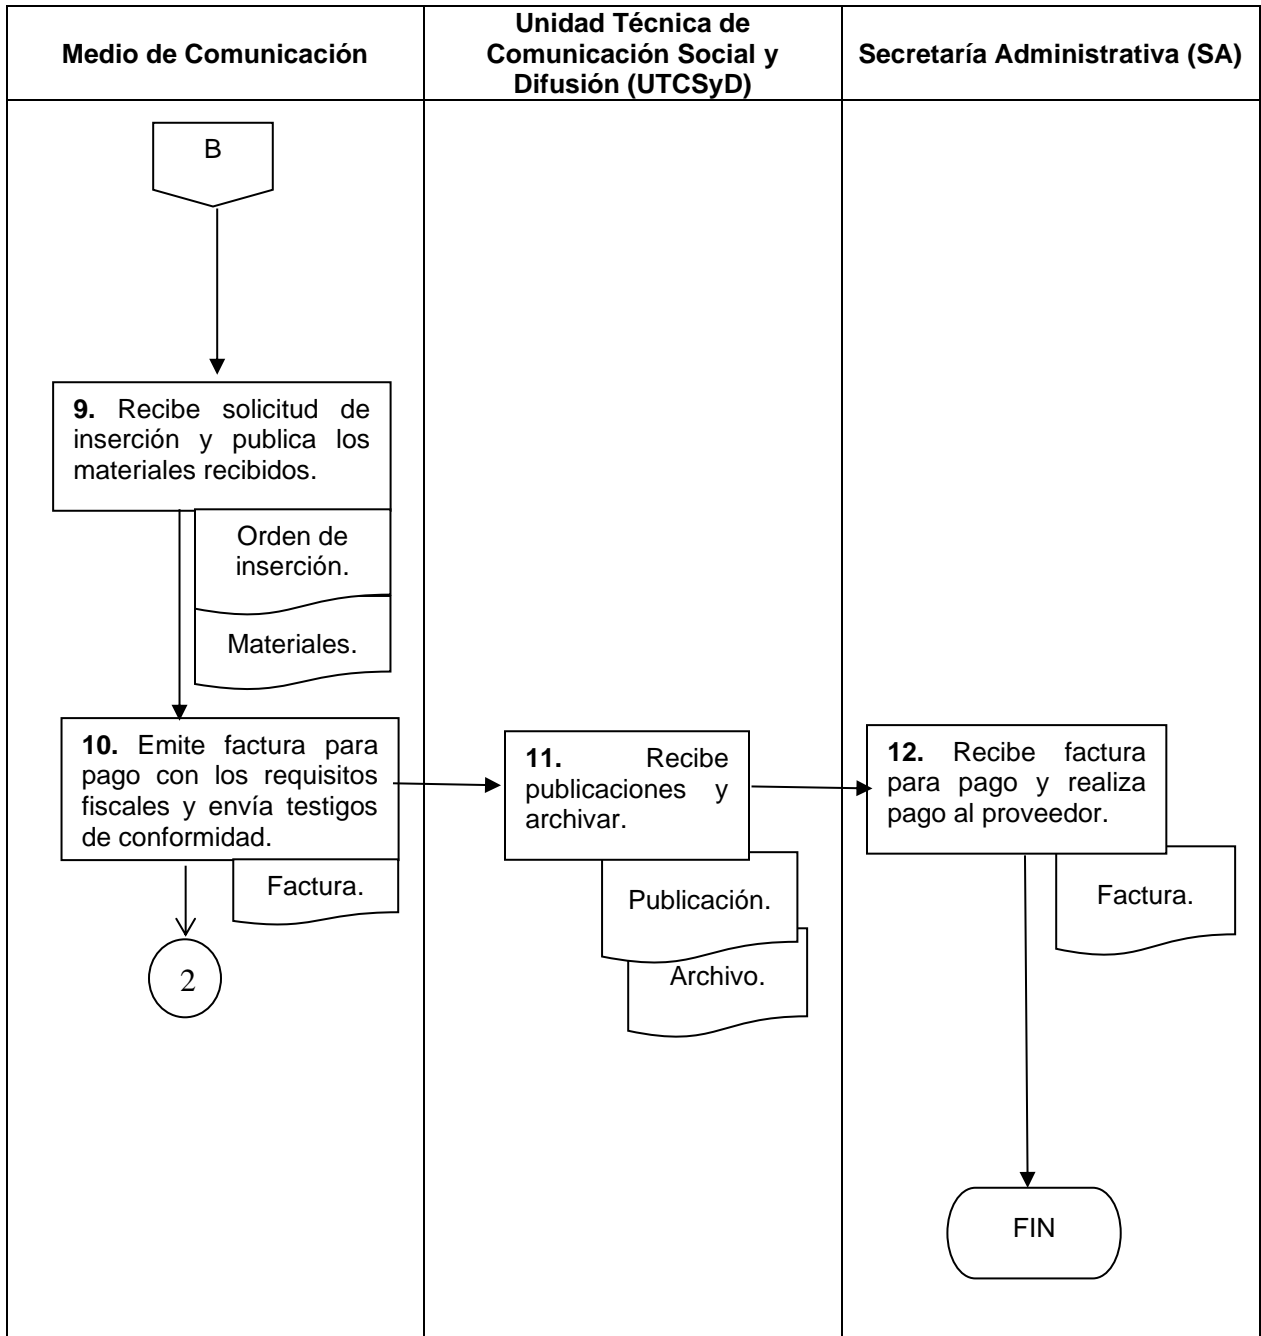 Medio de Comunicación
Unidad Técnica de
Comunicación Social y
Difusión (UTCSyD)
Secretaría Administrativa (SA)
B
9. Recibe solicitud de
inserción y publica los
materiales recibidos.
Orden de
inserción.
Materiales.
10. Emite factura para
pago con los requisitos
fiscales y envía testigos
de conformidad.
Factura.
2
11. Recibe
publicaciones y
archivar.
Publicación.
Archivo.
12. Recibe factura
para pago y realiza
pago al proveedor.
Factura.
FIN